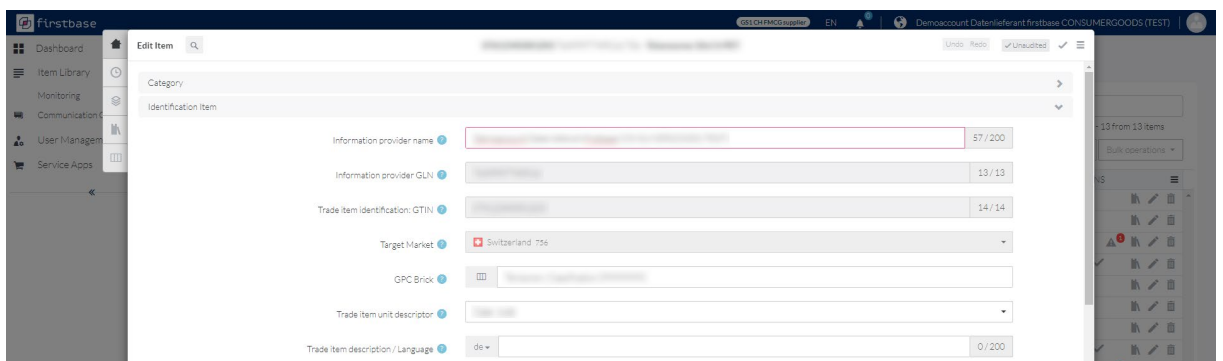 firstbase
GS1 CH FMCG supplier EN Demoaccount Datenlieferant firstbase CONSUMERGOODS (TEST)
Dashboard
Item Library
Monitoring
Communication
User Managem
Service Apps
«
Edit Item Undo Redo Unaudited
Category
Identification Item
Information provider name 57 / 200
Information provider GLN 13 / 13
Trade item identification: GTIN 14 / 14
Target Market Switzerland 756
GPC Brick
Trade item unit descriptor
Trade item description / Language de 0 / 200
- 13 from 13 items
Bulk operations
NS
1